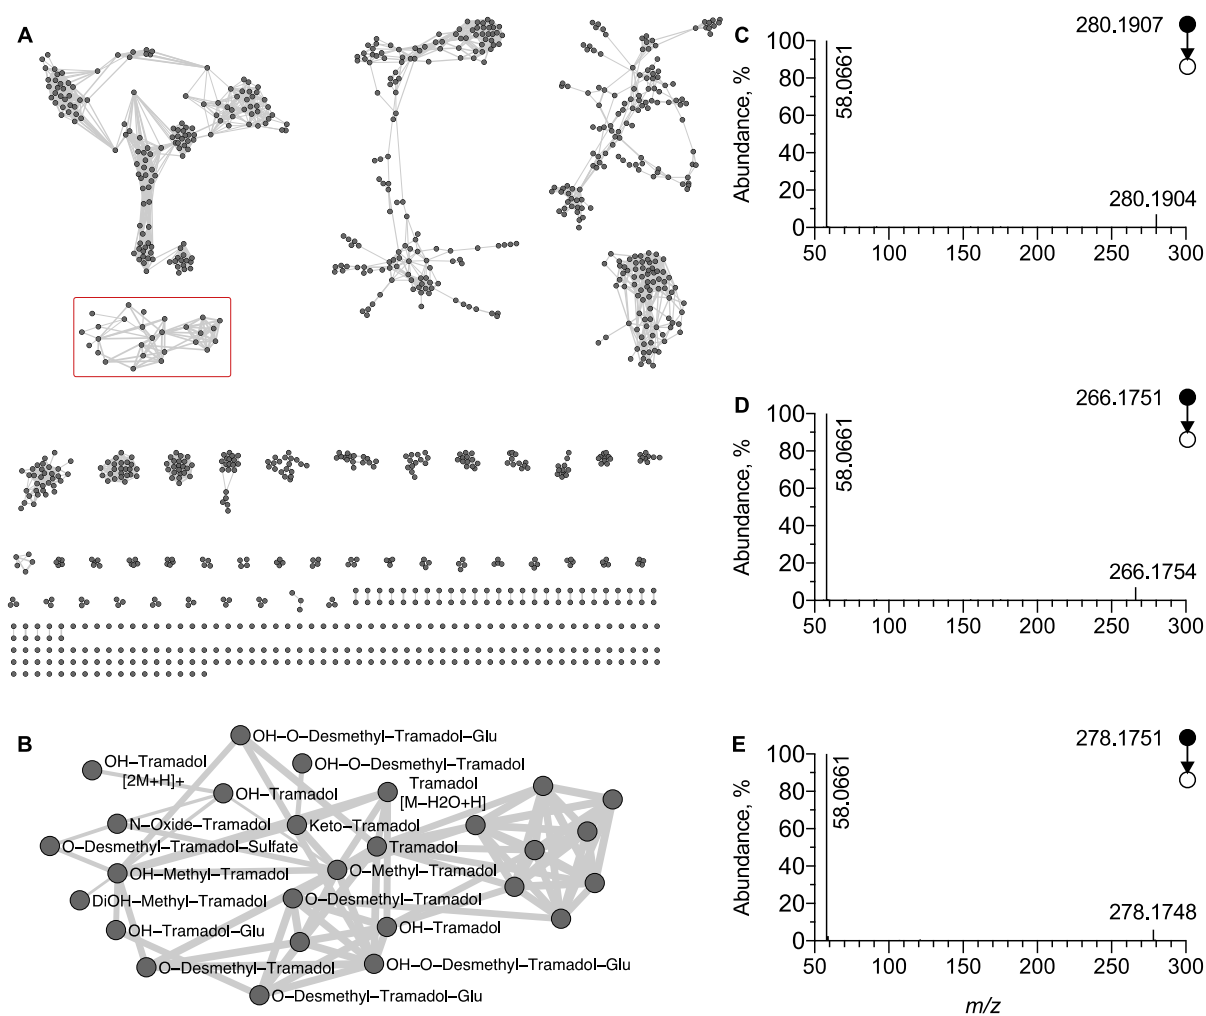 A
B
OH–O–Desmethyl–Tramadol–Glu
OH–Tramadol
[2M+H]+
OH–O–Desmethyl–Tramadol
Tramadol
[M–H2O+H]
OH–Tramadol
N–Oxide–Tramadol
Keto–Tramadol
O–Desmethyl–Tramadol–Sulfate
Tramadol
OH–Methyl–Tramadol
O–Methyl–Tramadol
DiOH–Methyl–Tramadol
O–Desmethyl–Tramadol
OH–Tramadol–Glu
OH–Tramadol
O–Desmethyl–Tramadol
OH–O–Desmethyl–Tramadol–Glu
O–Desmethyl–Tramadol–Glu
C
280.1907
100
80
60
40
20
0
Abundance, %
58.0661
280.1904
50 100 150 200 250 300
D
266.1751
100
80
60
40
20
0
Abundance, %
58.0661
266.1754
50 100 150 200 250 300
E
278.1751
100
80
60
40
20
0
Abundance, %
58.0661
278.1748
50 100 150 200 250 300
m/z